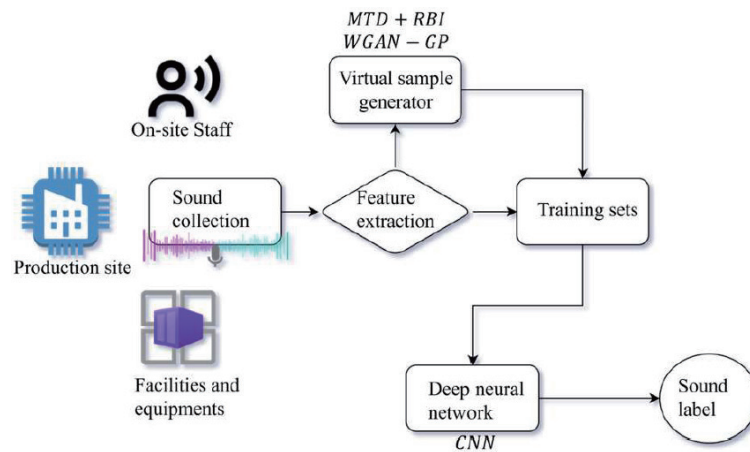 MTD + RBI
WGAN − GP
Virtual sample
generator
On-site Staff
Sound
collection
Feature
extraction
Training sets
Production site
Facilities and
equipments
Deep neural
network
CNN
Sound
label